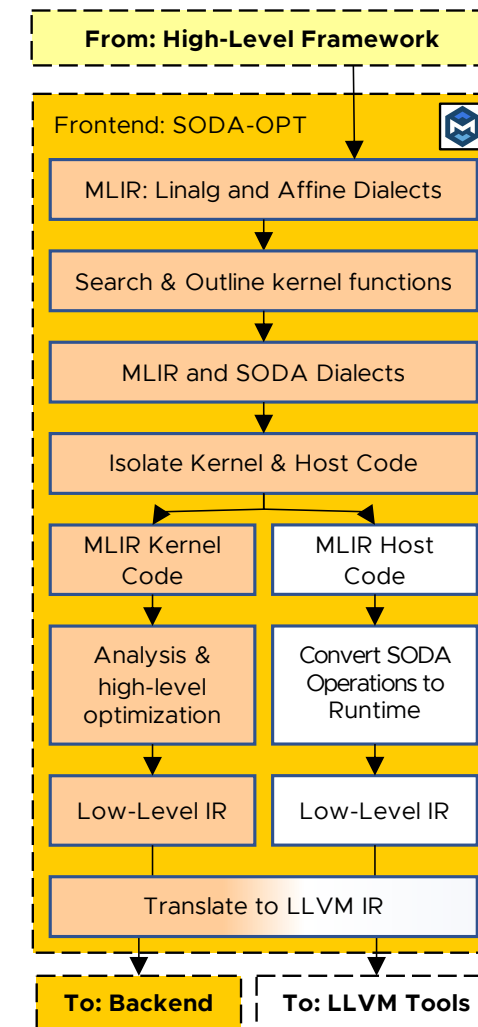 From: High-Level Framework
Frontend: SODA-OPT
MLIR: Linalg and Affine Dialects
Search & Outline kernel functions
MLIR and SODA Dialects
Isolate Kernel & Host Code
MLIR Kernel
Code
MLIR Host
Code
Analysis &
high-level
optimization
Convert SODA
Operations to
Runtime
Low-Level IR
Low-Level IR
Translate to LLVM IR
To: Backend
To: LLVM Tools